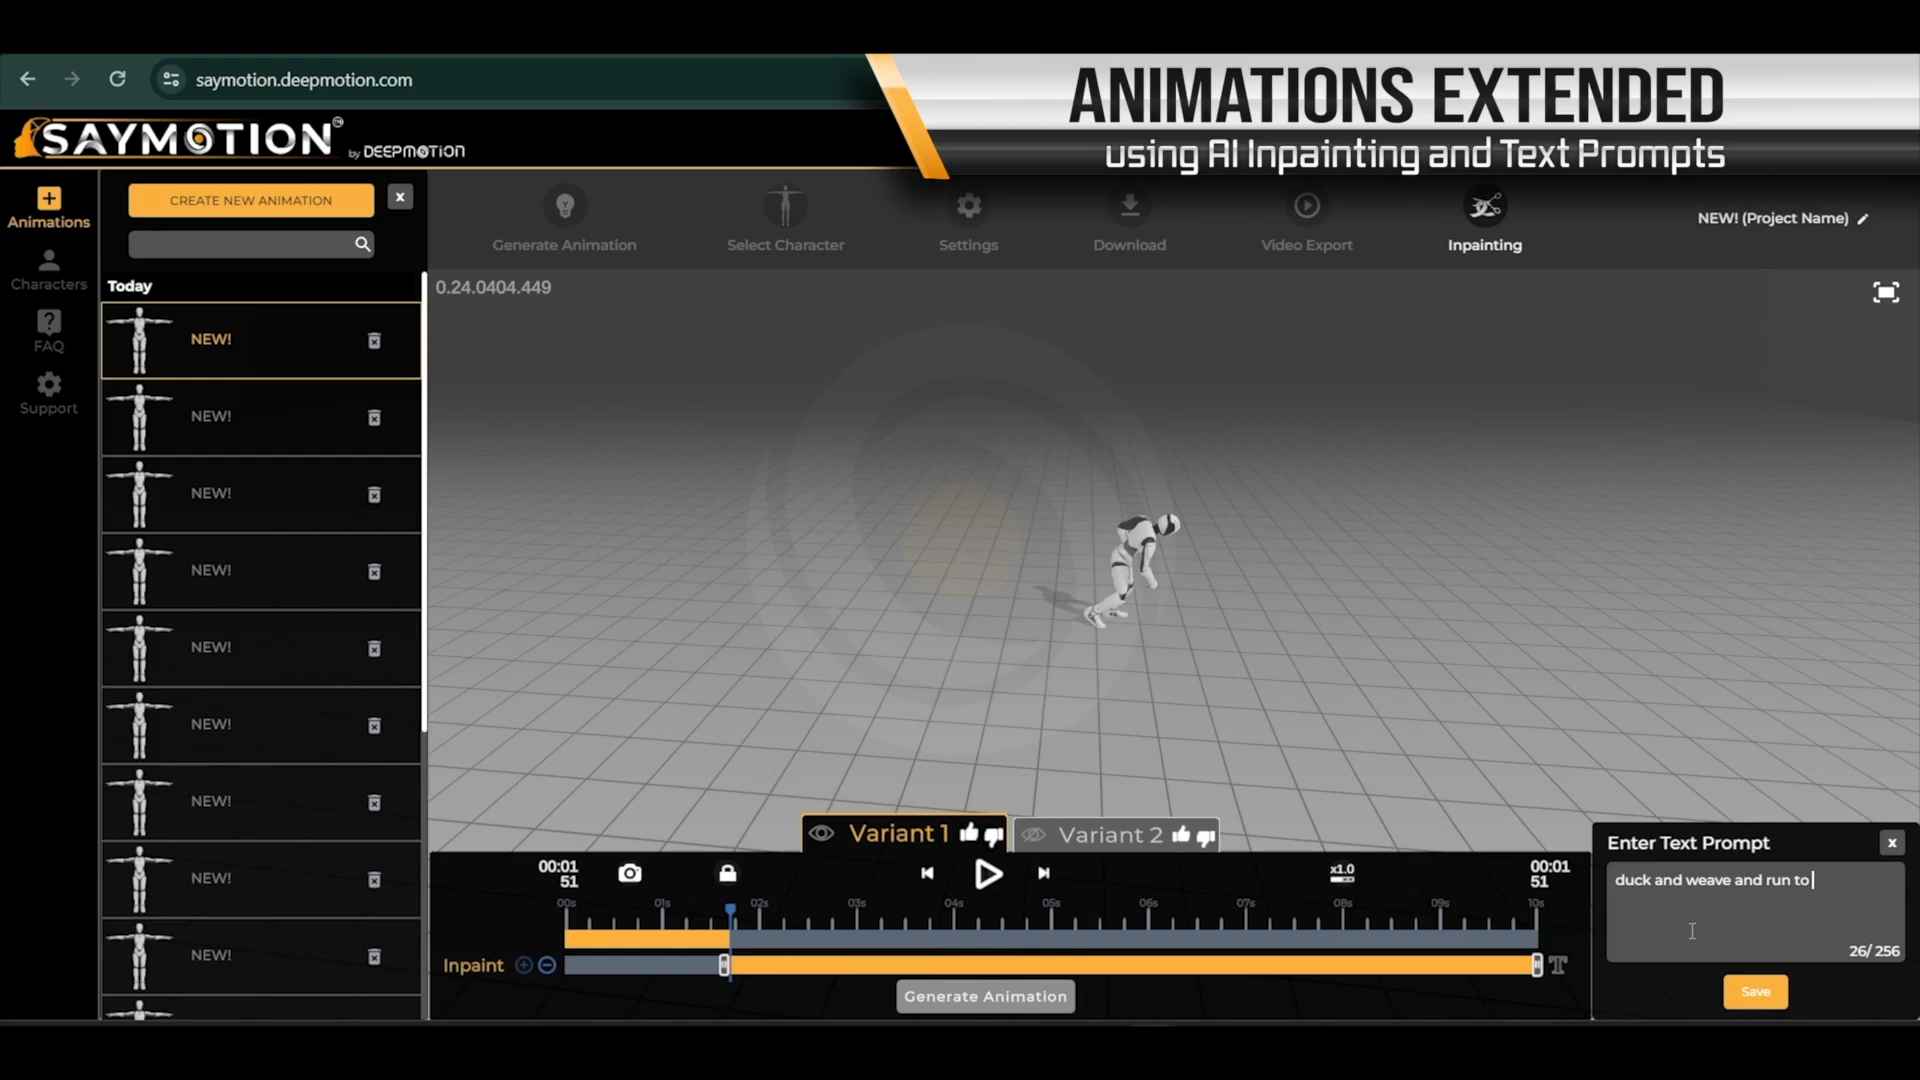 ANIMATIONS EXTENDED
using AI Inpainting and Text Prompts
saymotion.deepmotion.com
SAYMOTION™
by DEEPMOTION
Animations
Characters
FAQ
Support
CREATE NEW ANIMATION
x
Today
NEW!
NEW!
NEW!
NEW!
NEW!
NEW!
NEW!
NEW!
NEW!
Generate Animation
Select Character
Settings
Download
Video Export
Inpainting
NEW! (Project Name)
0.24.0404.449
Variant 1
Variant 2
00:01
51
x1.0
00:01
51
00s 01s 02s 03s 04s 05s 06s 07s 08s 09s 10s
Inpaint
T
Generate Animation
Enter Text Prompt
x
duck and weave and run to
26/ 256
Save